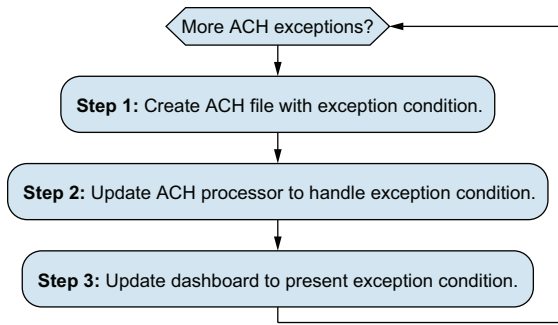 More ACH exceptions?
Step 1: Create ACH file with exception condition.
Step 2: Update ACH processor to handle exception condition.
Step 3: Update dashboard to present exception condition.